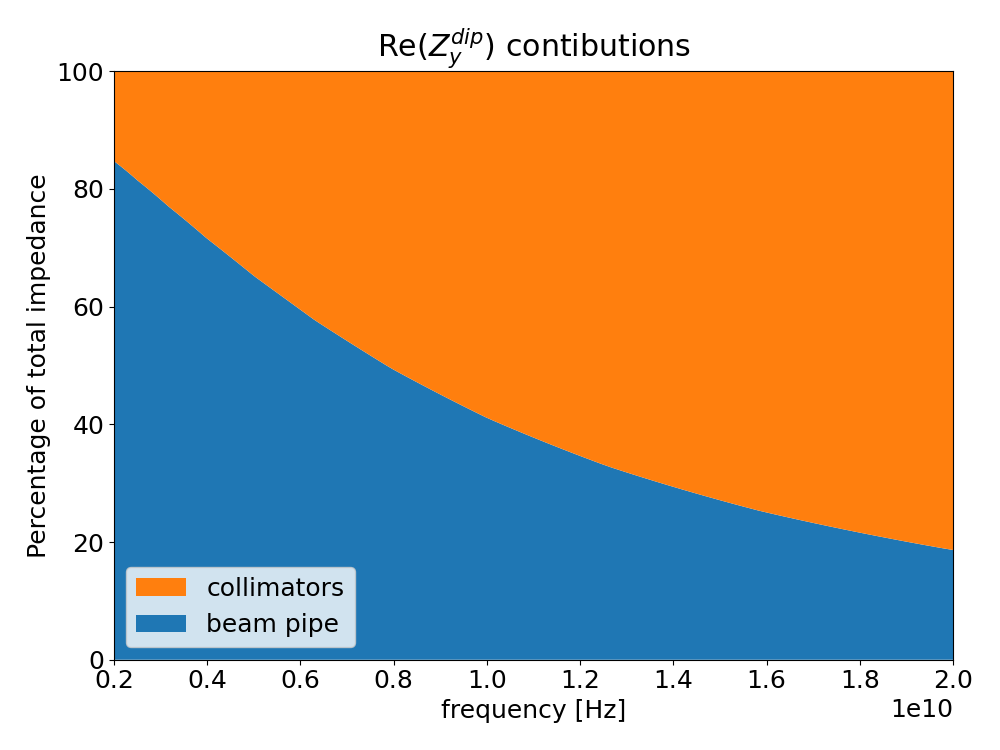 Re(Z_y^{dip}) contibutions
Percentage of total impedance
100
80
60
40
20
0
collimators
beam pipe
0.2 0.4 0.6 0.8 1.0 1.2 1.4 1.6 1.8 2.0
frequency [Hz]
1e10